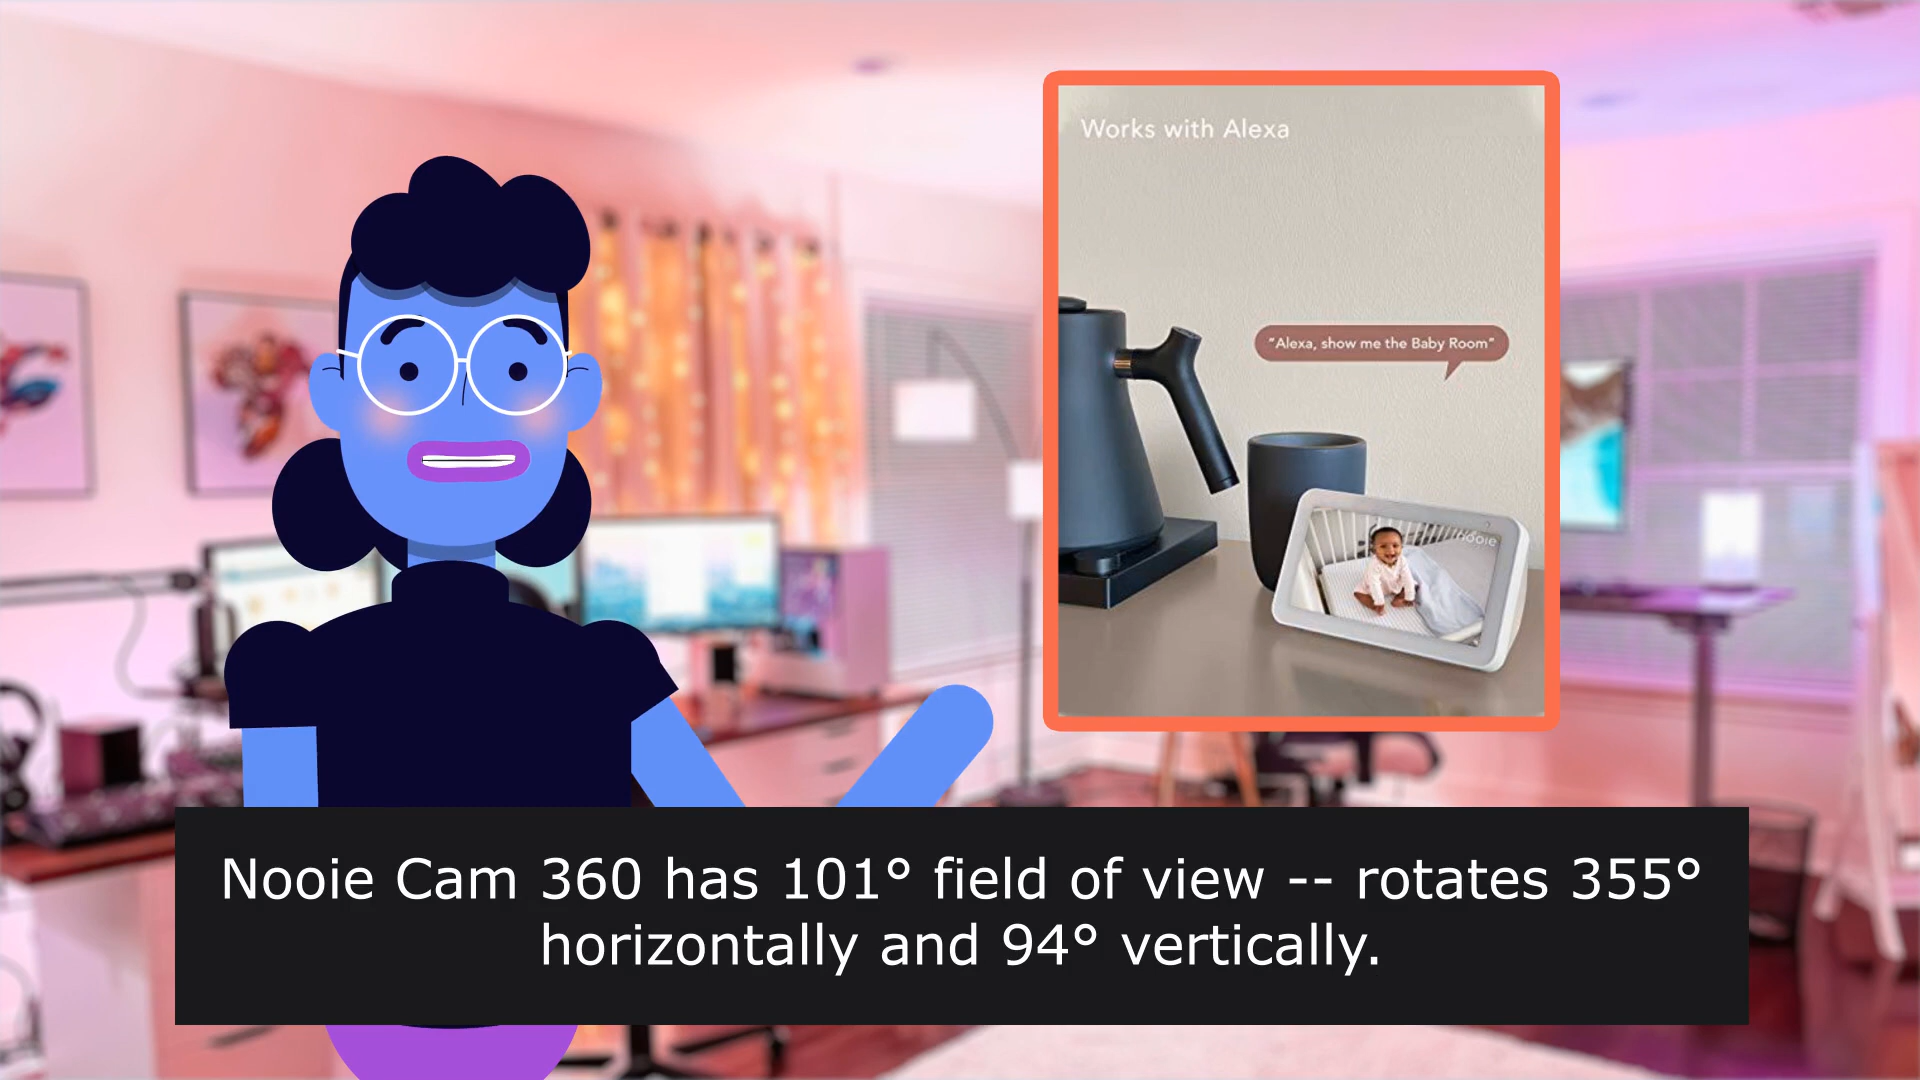 Works with Alexa
"Alexa, show me the Baby Room"
nooie
Nooie Cam 360 has 101° field of view -- rotates 355°
horizontally and 94° vertically.